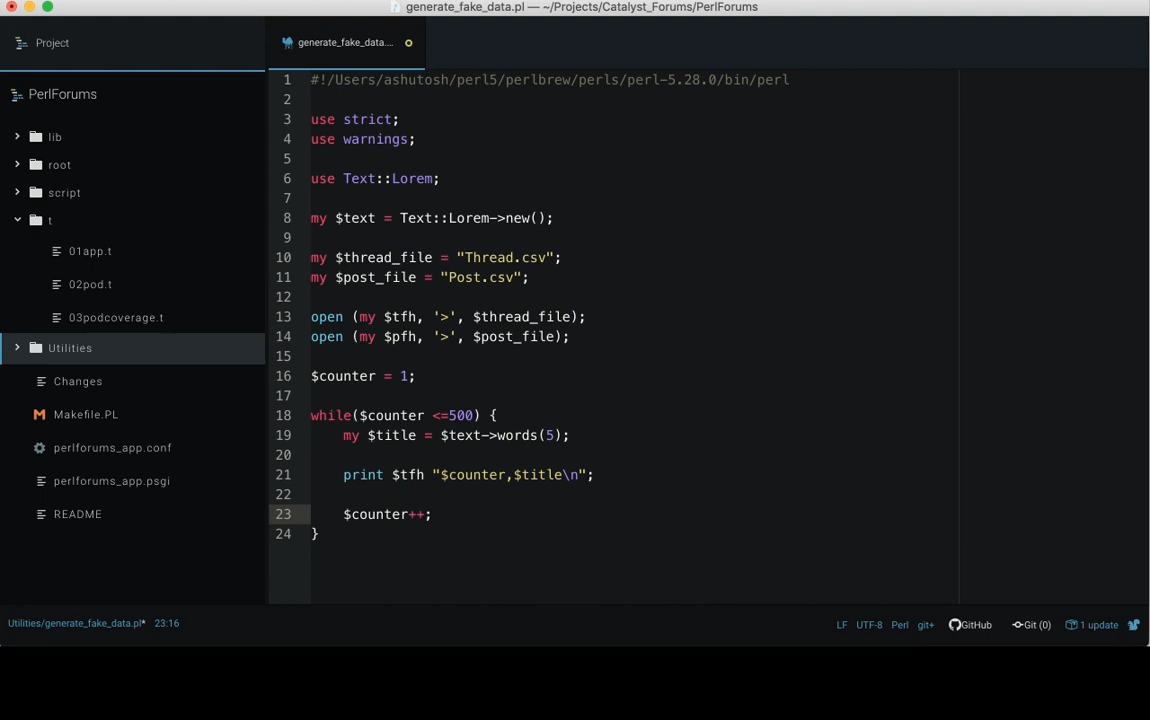 generate_fake_data.pl — ~/Projects/Catalyst_Forums/PerlForums
Project
generate_fake_data....
PerlForums
lib
root
script
t
01app.t
02pod.t
03podcoverage.t
Utilities
Changes
Makefile.PL
perlforums_app.conf
perlforums_app.psgi
README
1 #!/Users/ashutosh/perl5/perlbrew/perls/perl-5.28.0/bin/perl
2
3 use strict;
4 use warnings;
5
6 use Text::Lorem;
7
8 my $text = Text::Lorem->new();
9
10 my $thread_file = "Thread.csv";
11 my $post_file = "Post.csv";
12
13 open (my $tfh, '>', $thread_file);
14 open (my $pfh, '>', $post_file);
15
16 $counter = 1;
17
18 while($counter <=500) {
19     my $title = $text->words(5);
20
21     print $tfh "$counter,$title\n";
22
23     $counter++;
24 }
Utilities/generate_fake_data.pl* 23:16
LF UTF-8 Perl git+ GitHub Git (0) 1 update